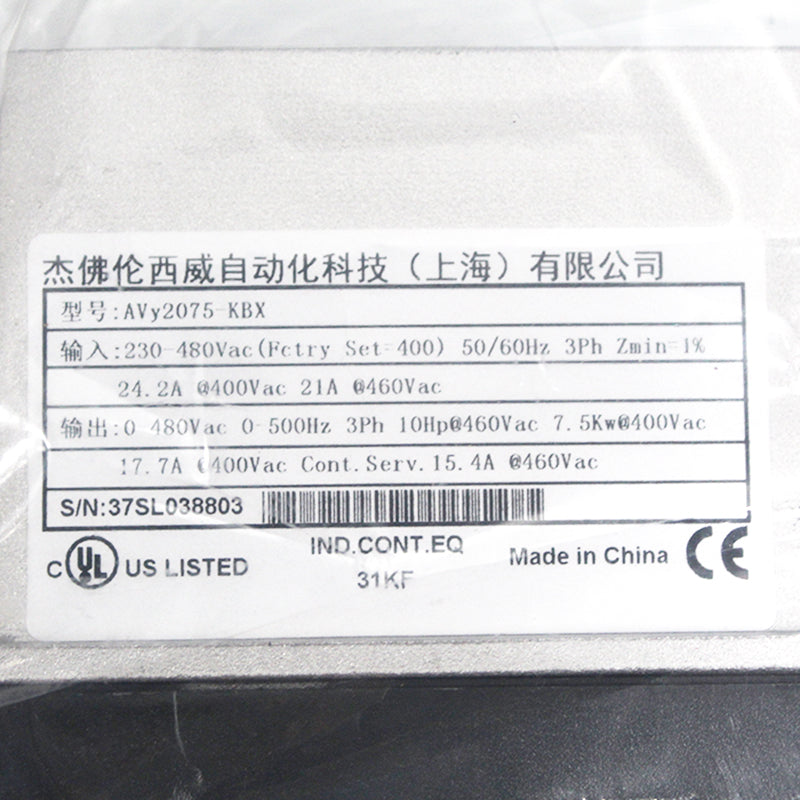 杰佛伦西威自动化科技（上海）有限公司
型号:AVy2075-KBX
输入:230-480Vac(Fctry Set=400) 50/60Hz 3Ph Zmin=1%
24.2A @400Vac 21A @460Vac
输出:0-480Vac 0-500Hz 3Ph 10Hp@460Vac 7.5Kw@400Vac
17.7A @400Vac Cont.Serv.15.4A @460Vac
S/N:37SL038803
C UL US LISTED
IND.CONT.EQ
31KF
Made in China CE